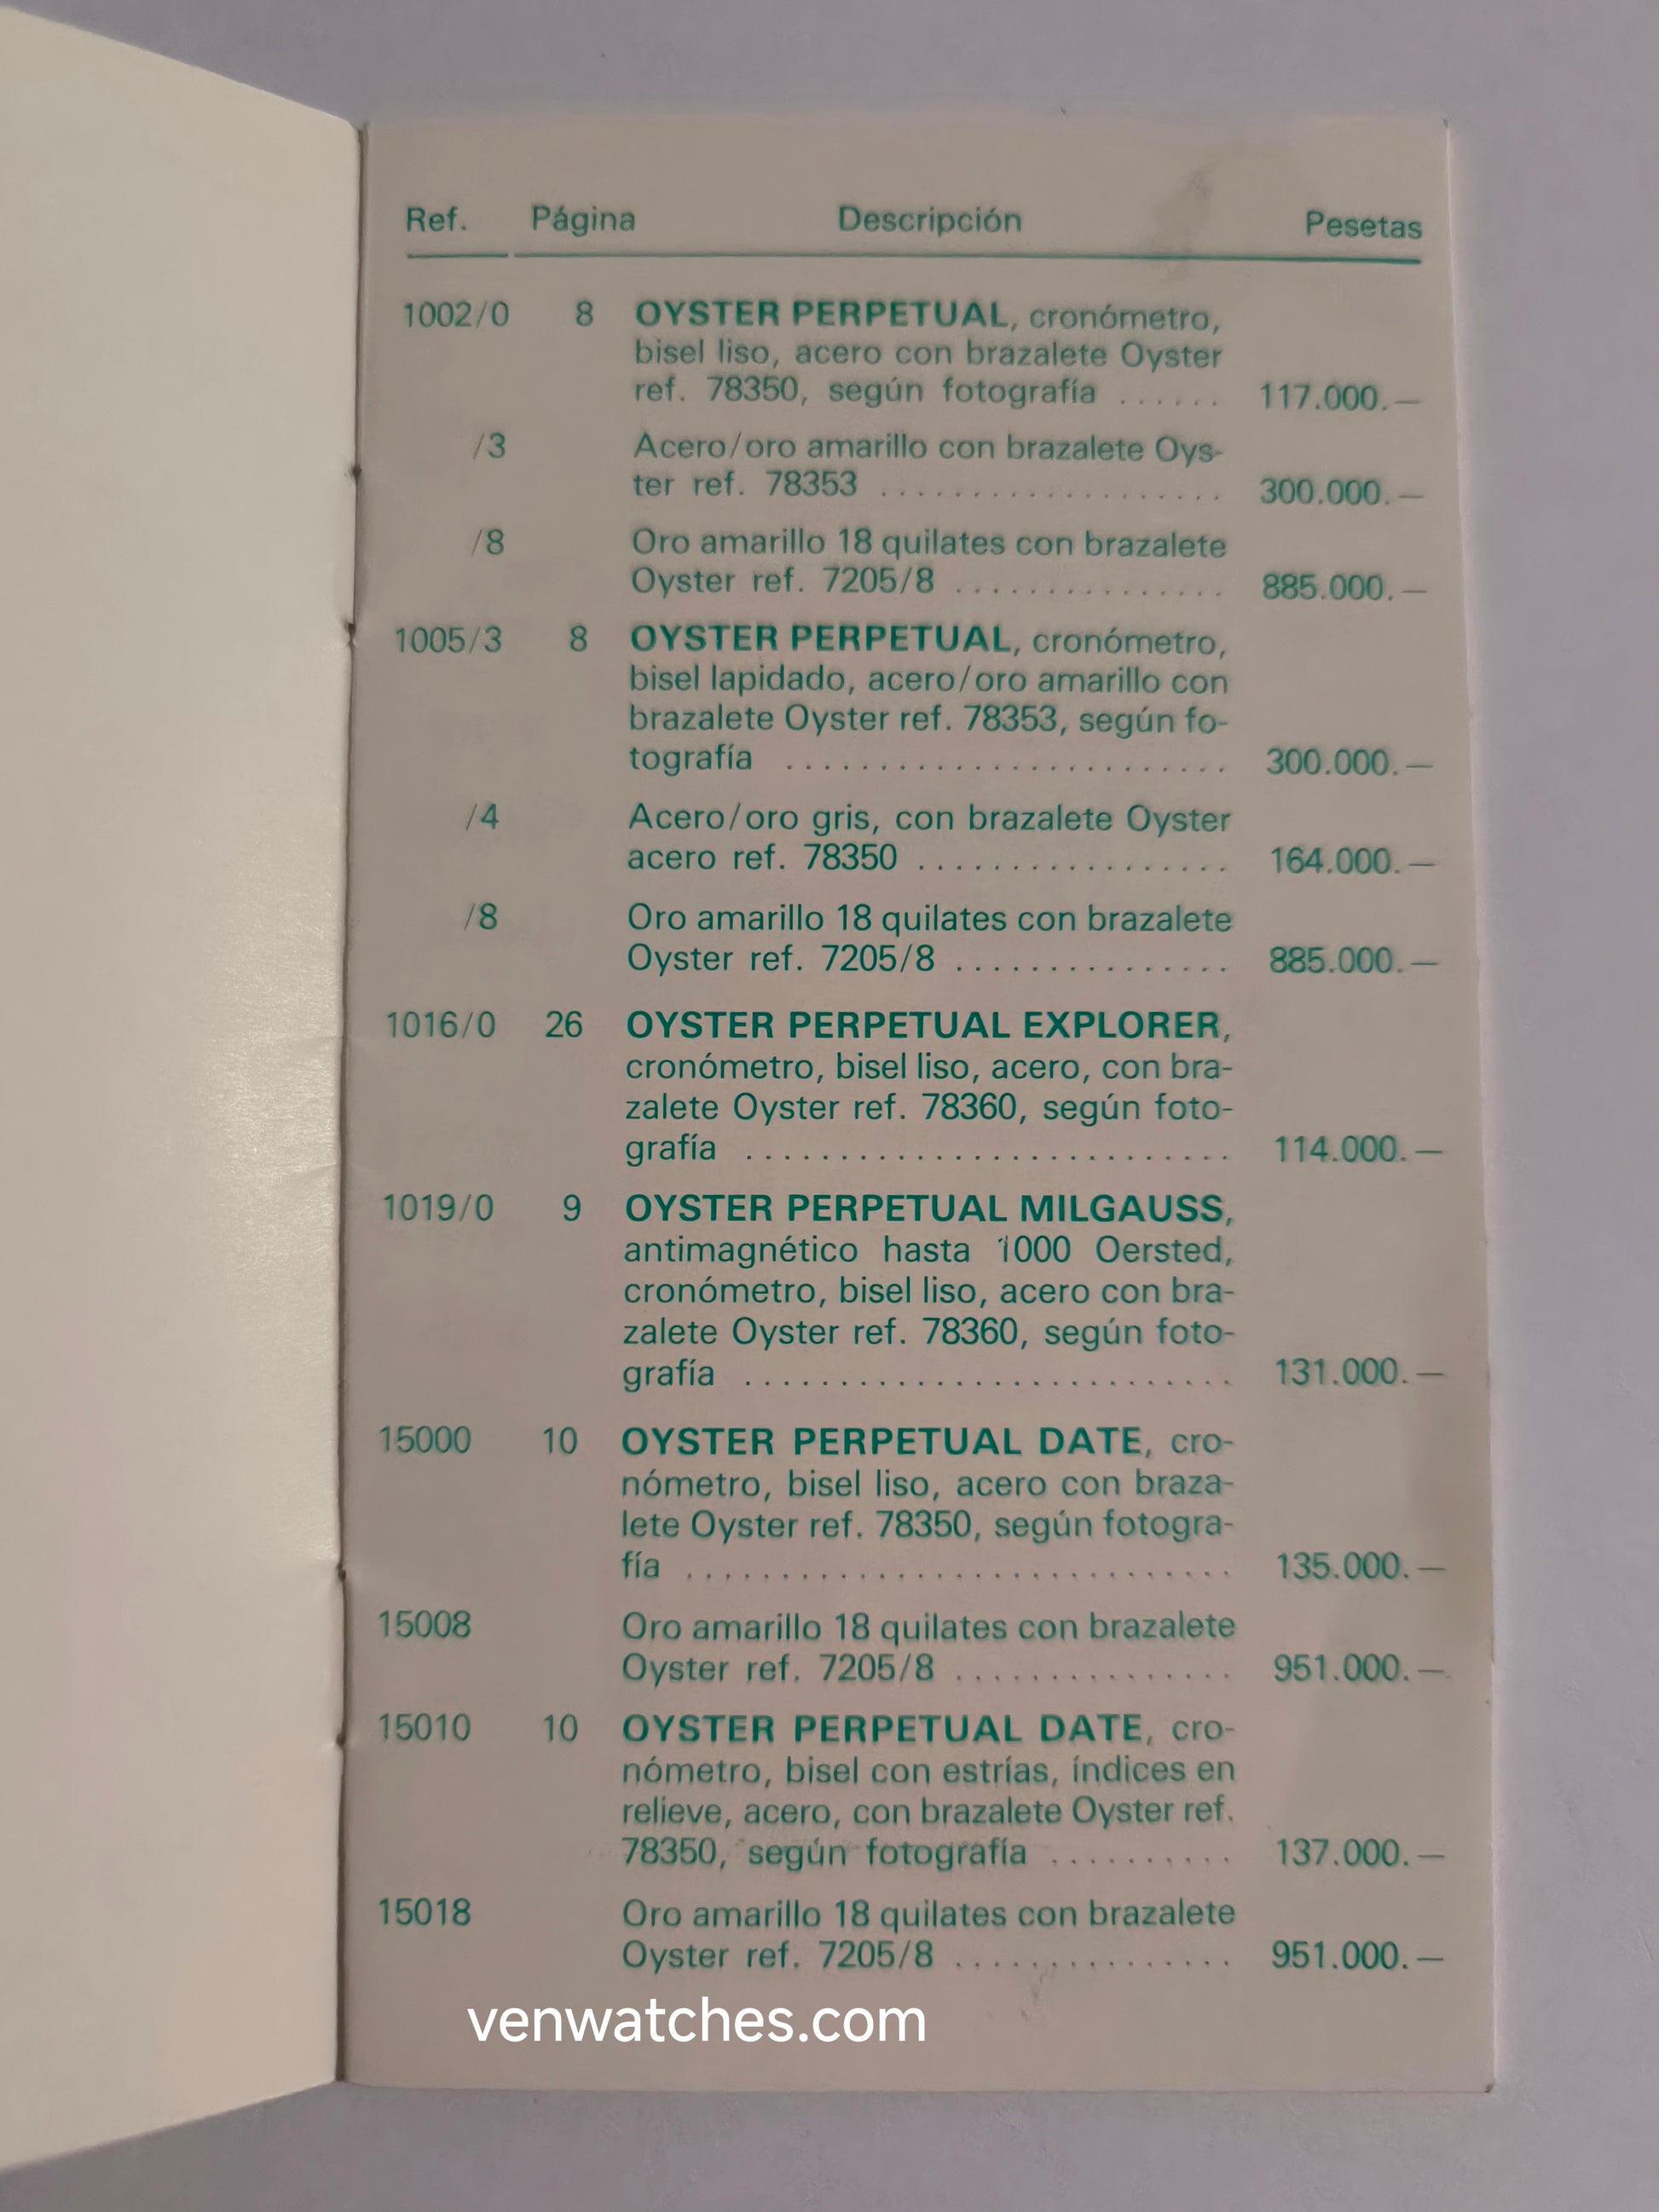 Ref. Página Descripción Pesetas
1002/0 8 OYSTER PERPETUAL, cronómetro,
bisel liso, acero con brazalete Oyster
ref. 78350, según fotografía ...... 117.000.—
/3 Acero/oro amarillo con brazalete Oys-
ter ref. 78353 ................... 300.000.—
/8 Oro amarillo 18 quilates con brazalete
Oyster ref. 7205/8 ............... 885.000.—
1005/3 8 OYSTER PERPETUAL, cronómetro,
bisel lapidado, acero/oro amarillo con
brazalete Oyster ref. 78353, según fo-
tografía ........................ 300.000.—
/4 Acero/oro gris, con brazalete Oyster
acero ref. 78350 ................. 164.000.—
/8 Oro amarillo 18 quilates con brazalete
Oyster ref. 7205/8 ............... 885.000.—
1016/0 26 OYSTER PERPETUAL EXPLORER,
cronómetro, bisel liso, acero, con bra-
zalete Oyster ref. 78360, según foto-
grafía .......................... 114.000.—
1019/0 9 OYSTER PERPETUAL MILGAUSS,
antimagnético hasta 1000 Oersted,
cronómetro, bisel liso, acero con bra-
zalete Oyster ref. 78360, según foto-
grafía .......................... 131.000.—
15000 10 OYSTER PERPETUAL DATE, cro-
nómetro, bisel liso, acero con braza-
lete Oyster ref. 78350, según fotogra-
fía ............................. 135.000.—
15008 Oro amarillo 18 quilates con brazalete
Oyster ref. 7205/8 ............... 951.000.—
15010 10 OYSTER PERPETUAL DATE, cro-
nómetro, bisel con estrías, índices en
relieve, acero, con brazalete Oyster ref.
78350, según fotografía .......... 137.000.—
15018 Oro amarillo 18 quilates con brazalete
Oyster ref. 7205/8 ............... 951.000.—
venwatches.com